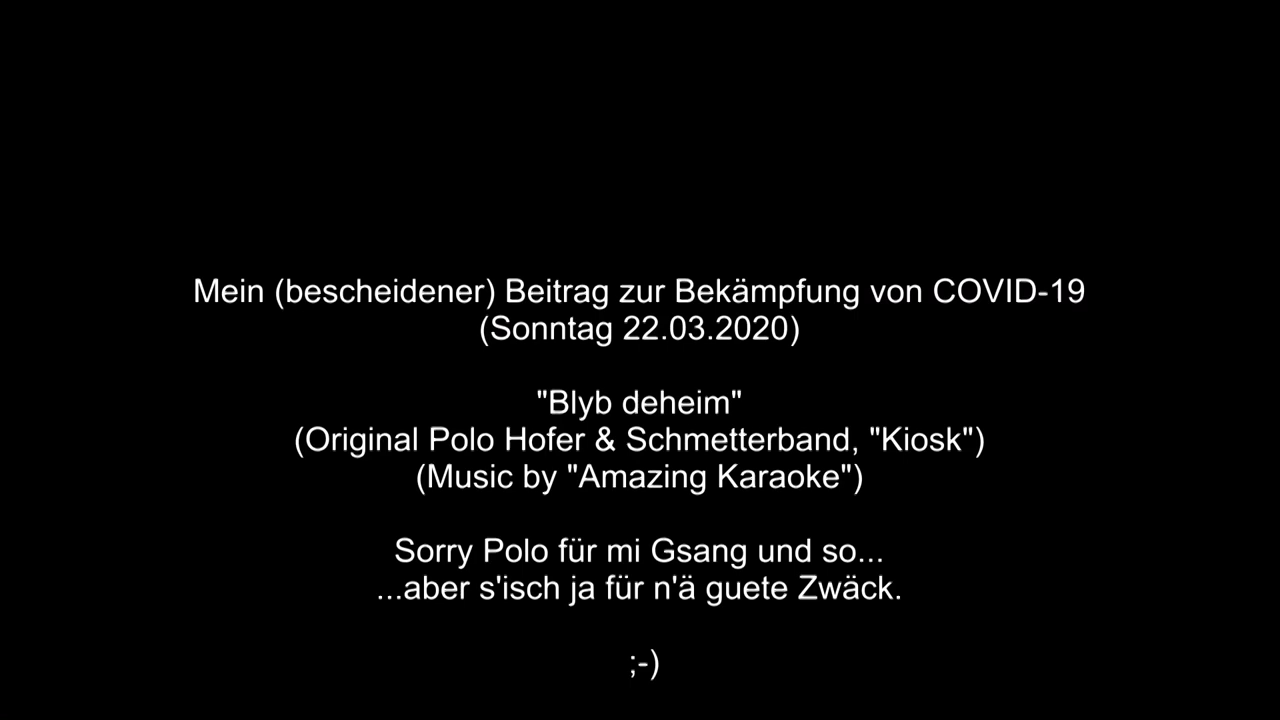 Mein (bescheidener) Beitrag zur Bekämpfung von COVID-19
(Sonntag 22.03.2020)
"Blyb deheim"
(Original Polo Hofer & Schmetterband, "Kiosk")
(Music by "Amazing Karaoke")
Sorry Polo für mi Gsang und so...
...aber s'isch ja für n'ä guete Zwäck.
;-)